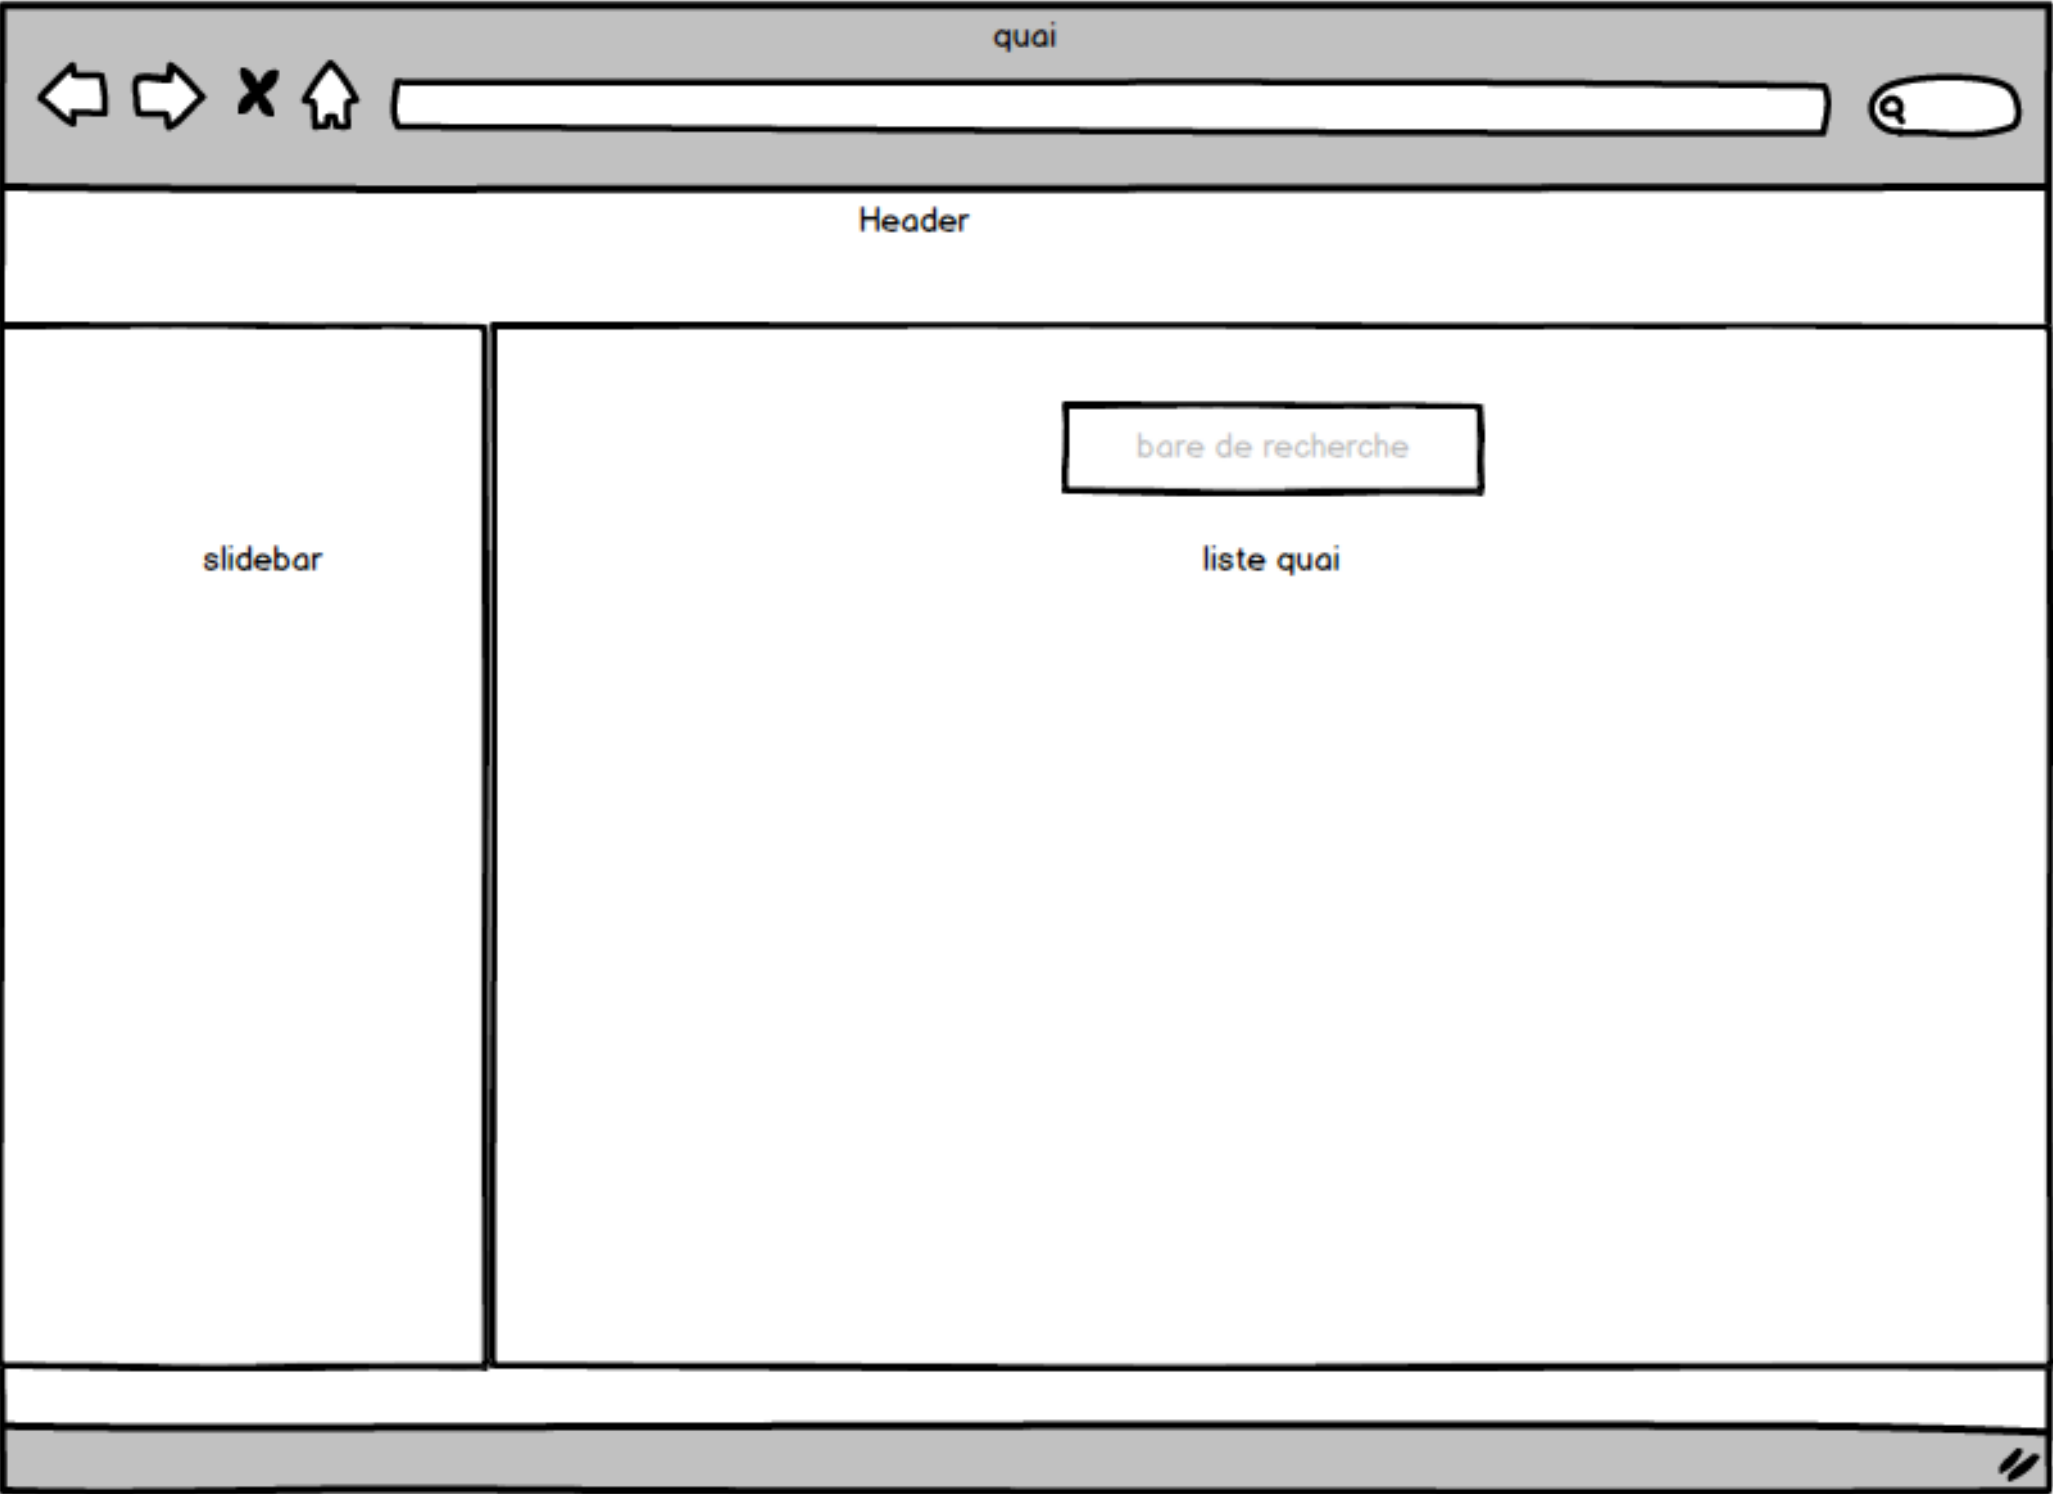 quai
Header
bare de recherche
slidebar
liste quai